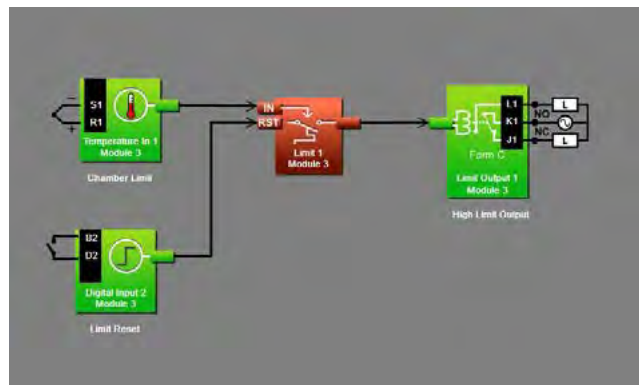 S1
R1
Temperature In 1
Module 3
Chamber Limit
IN
RST
Limit 1
Module 3
L1
K1
J1
NO
NC
L
L
Form C
Limit Output 1
Module 3
High Limit Output
B2
D2
Digital Input 2
Module 3
Limit Reset